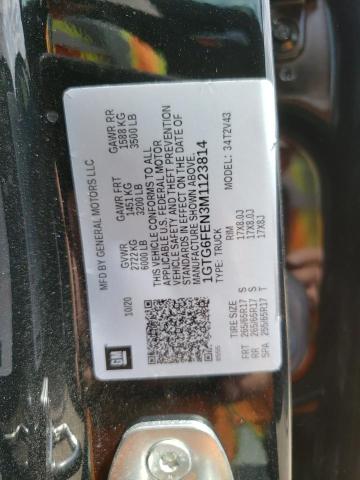 MFD BY GENERAL MOTORS LLC
10/20
GVWR
2722 KG
6000 LB
GAWR FRT
1451 KG
3200 LB
GAWR RR
1588 KG
3500 LB
THIS VEHICLE CONFORMS TO ALL
APPLICABLE U.S. FEDERAL MOTOR
VEHICLE SAFETY AND THEFT PREVENTION
STANDARDS IN EFFECT ON THE DATE OF
MANUFACTURE SHOWN ABOVE.
1GTG6FEN3M1123814
TYPE: TRUCK
MODEL: 34T2V43
GM
TIRE SIZE
RIM
FRT 265/65R17 S 17X8.0J
RR 265/65R17 S 17X8.0J
SPA 255/65R17 T 17X8J